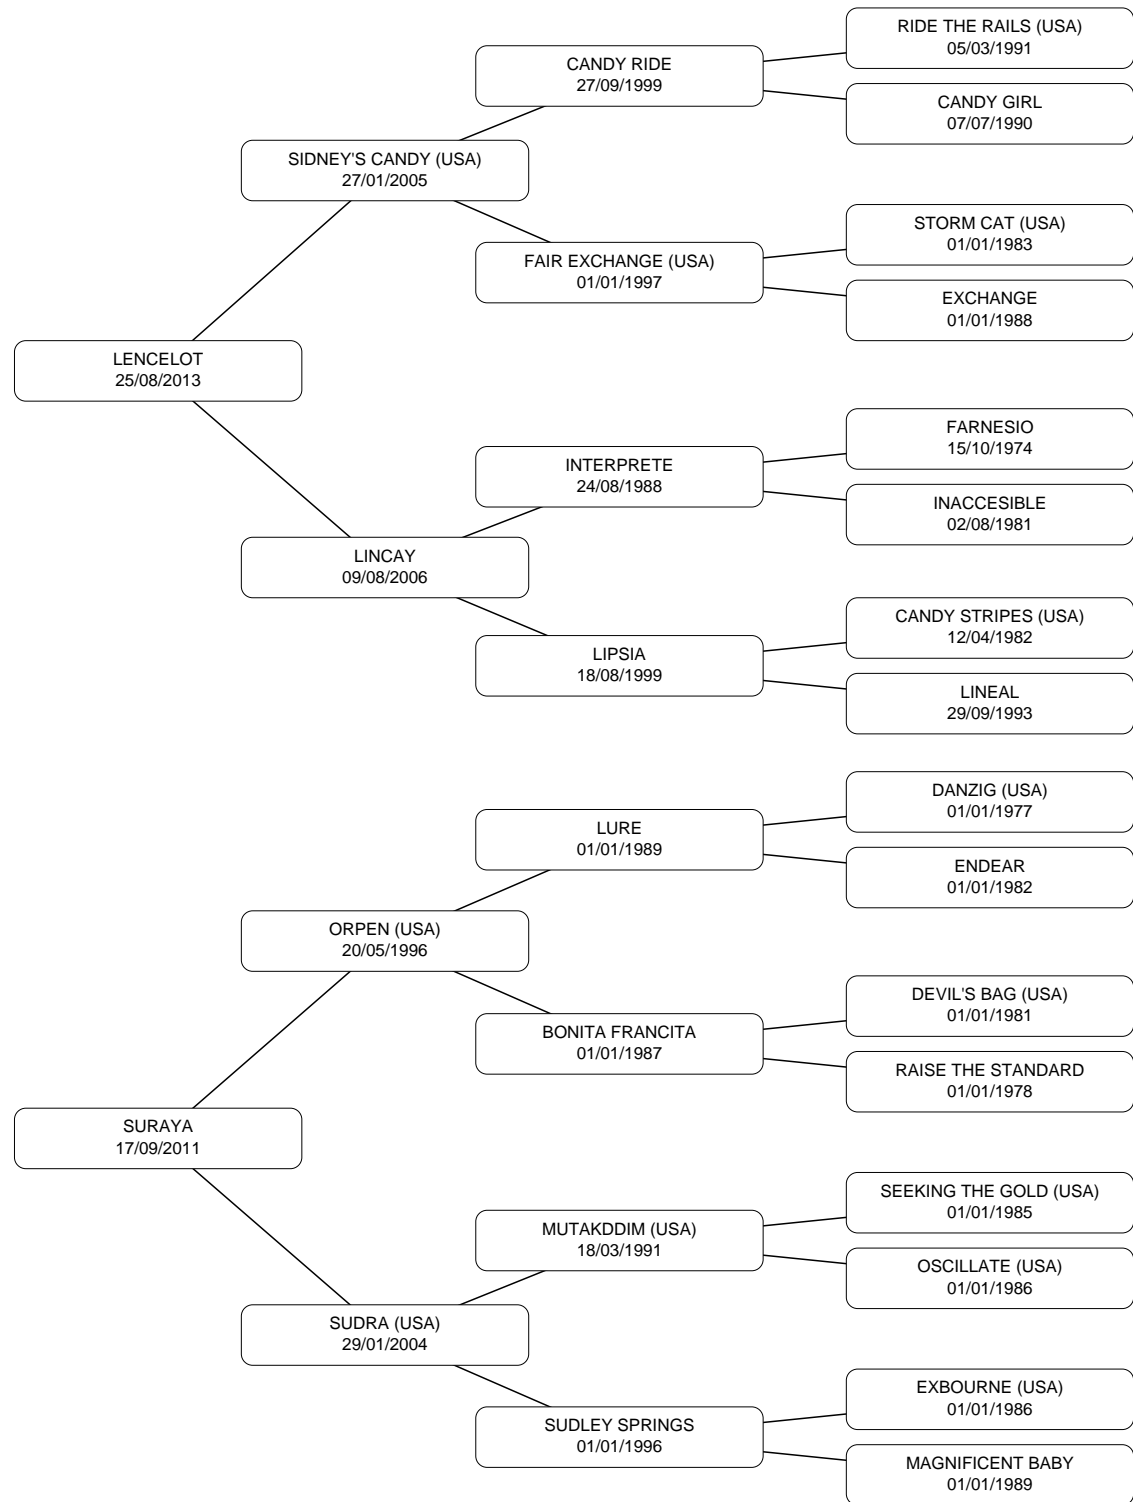 RIDE THE RAILS (USA)
05/03/1991
CANDY RIDE
27/09/1999
CANDY GIRL
07/07/1990
SIDNEY'S CANDY (USA)
27/01/2005
STORM CAT (USA)
01/01/1983
FAIR EXCHANGE (USA)
01/01/1997
EXCHANGE
01/01/1988
LENCELOT
25/08/2013
FARNESIO
15/10/1974
INTERPRETE
24/08/1988
INACCESIBLE
02/08/1981
LINCAY
09/08/2006
CANDY STRIPES (USA)
12/04/1982
LIPSIA
18/08/1999
LINEAL
29/09/1993
DANZIG (USA)
01/01/1977
LURE
01/01/1989
ENDEAR
01/01/1982
ORPEN (USA)
20/05/1996
DEVIL'S BAG (USA)
01/01/1981
BONITA FRANCITA
01/01/1987
RAISE THE STANDARD
01/01/1978
SURAYA
17/09/2011
SEEKING THE GOLD (USA)
01/01/1985
MUTAKDDIM (USA)
18/03/1991
OSCILLATE (USA)
01/01/1986
SUDRA (USA)
29/01/2004
EXBOURNE (USA)
01/01/1986
SUDLEY SPRINGS
01/01/1996
MAGNIFICENT BABY
01/01/1989